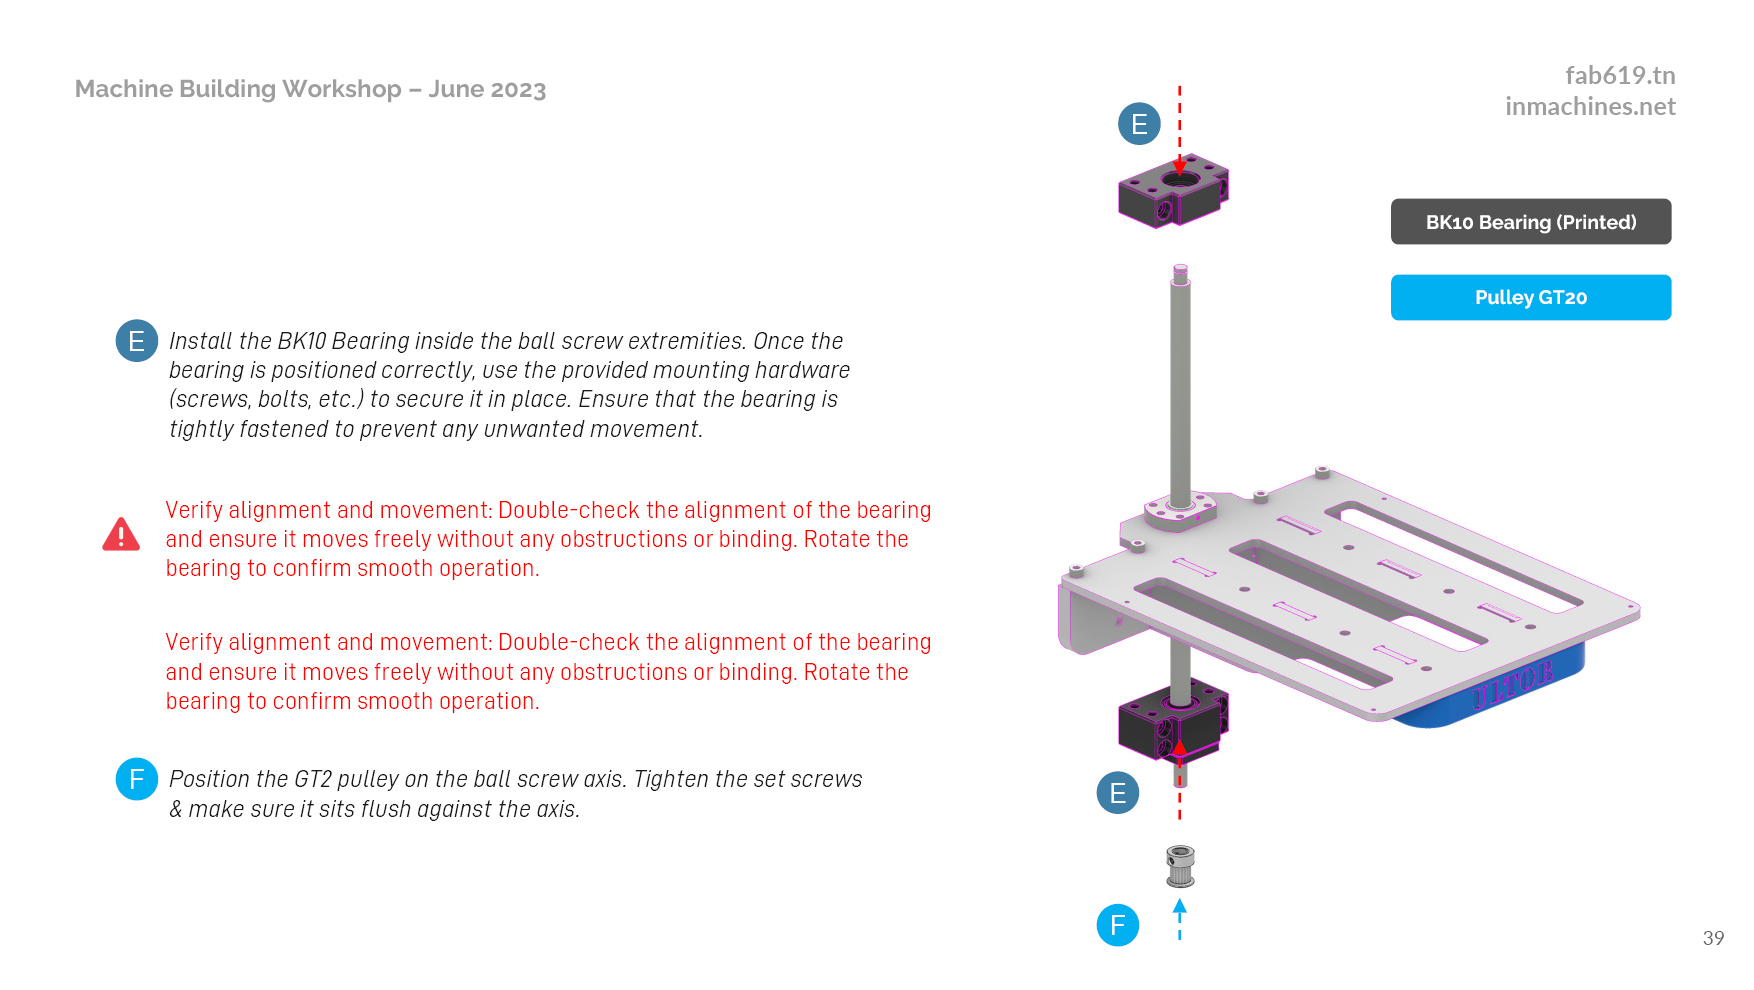 Machine Building Workshop – June 2023
fab619.tn
inmachines.net
E
BK10 Bearing (Printed)
Pulley GT20
E
Install the BK10 Bearing inside the ball screw extremities. Once the
bearing is positioned correctly, use the provided mounting hardware
(screws, bolts, etc.) to secure it in place. Ensure that the bearing is
tightly fastened to prevent any unwanted movement.
Verify alignment and movement: Double-check the alignment of the bearing
and ensure it moves freely without any obstructions or binding. Rotate the
bearing to confirm smooth operation.
Verify alignment and movement: Double-check the alignment of the bearing
and ensure it moves freely without any obstructions or binding. Rotate the
bearing to confirm smooth operation.
ULTOR
F
Position the GT2 pulley on the ball screw axis. Tighten the set screws
& make sure it sits flush against the axis.
E
F
39